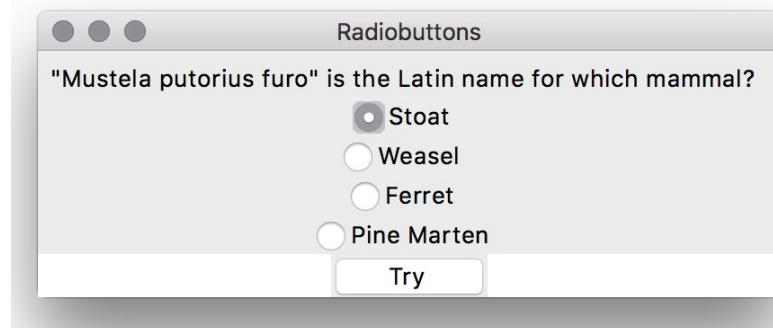 Radiobuttons
"Mustela putorius furo" is the Latin name for which mammal?
Stoat
Weasel
Ferret
Pine Marten
Try